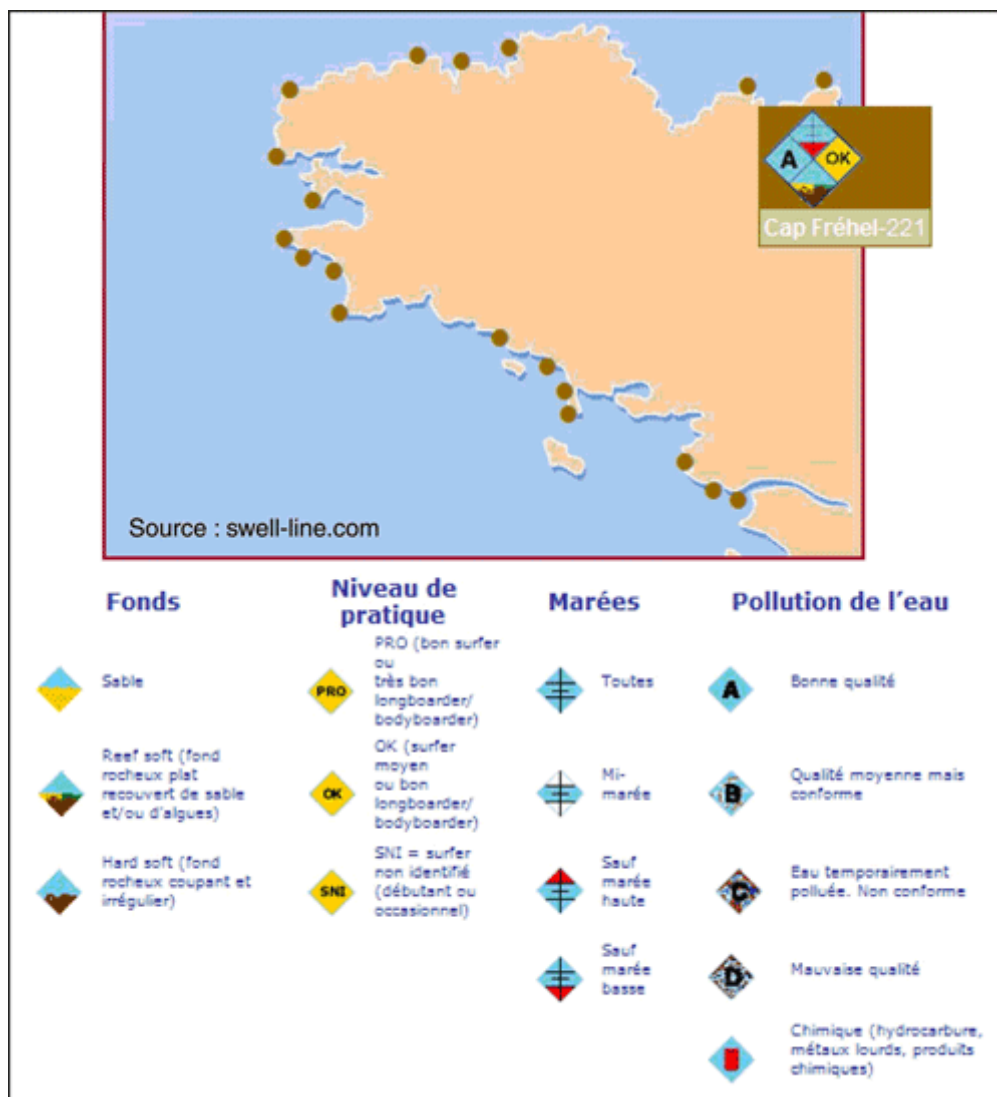 A
OK
Cap Fréhel-221
Source : swell-line.com
Fonds
Sable
Reef soft (fond
rocheux plat
recouvert de sable
et/ou d'algues)
Hard soft (fond
rocheux coupant et
irrégulier)
Niveau de
pratique
PRO
PRO (bon surfer
ou
très bon
longboarder/
bodyboarder)
OK
OK (surfer
moyen
ou bon
longboarder/
bodyboarder)
SNI
SNI = surfer
non identifié
(débutant ou
occasionnel)
Marées
Toutes
Mi-
marée
Sauf
marée
haute
Sauf
marée
basse
Pollution de l'eau
A
Bonne qualité
B
Qualité moyenne mais
conforme
C
Eau temporairement
polluée. Non conforme
D
Mauvaise qualité
Chimique (hydrocarbure,
métaux lourds, produits
chimiques)